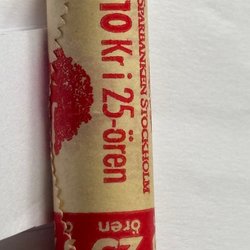 SPARBANKEN STOCKHOLM
10 Kr i 25-ören
ören